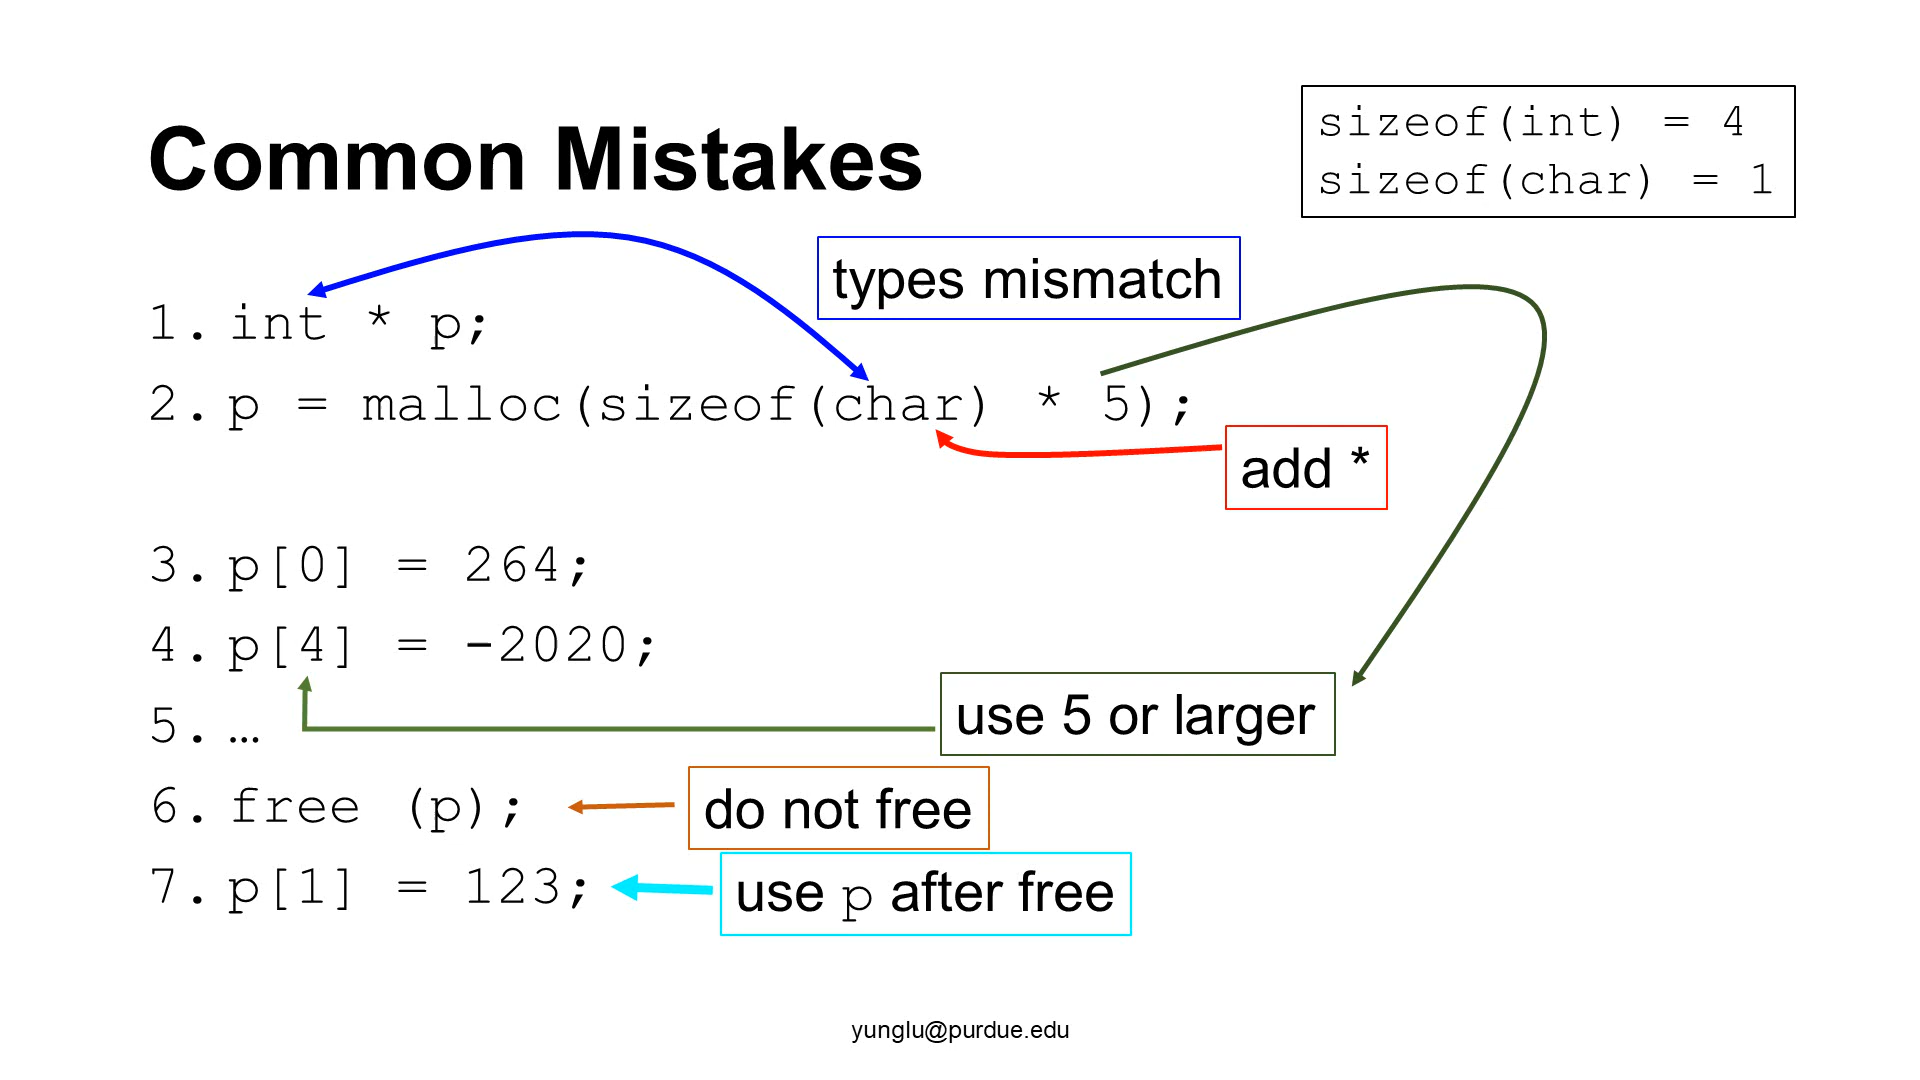 Common Mistakes
sizeof(int) = 4
sizeof(char) = 1
types mismatch
1. int * p;
2. p = malloc(sizeof(char) * 5);
add *
3. p[0] = 264;
4. p[4] = -2020;
5. …
use 5 or larger
6. free (p);
do not free
7. p[1] = 123;
use p after free
yunglu@purdue.edu